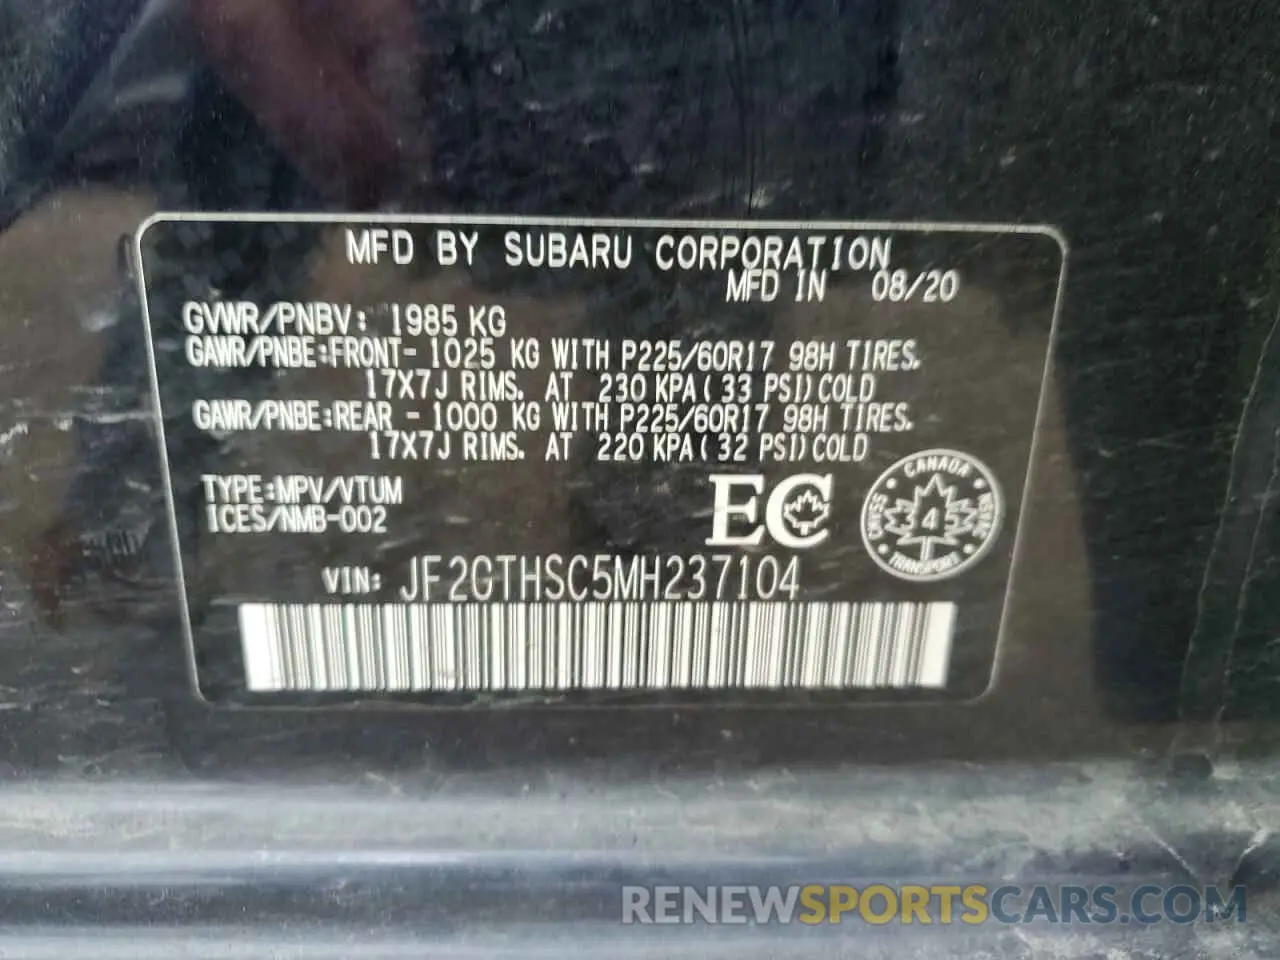 MFD BY SUBARU CORPORATION
MFD IN 08/20
GVWR/PNBV: 1985 KG
GAWR/PNBE:FRONT- 1025 KG WITH P225/60R17 98H TIRES.
17X7J RIMS. AT 230 KPA(33 PSI)COLD
GAWR/PNBE:REAR - 1000 KG WITH P225/60R17 98H TIRES.
17X7J RIMS. AT 220 KPA(32 PSI)COLD
TYPE:MPV/VTUM
ICES/NMB-002
EC
CANADA
4
TRANSPORT
VIN: JF2GTHSC5MH237104
RENEWSPORTSCARS.COM